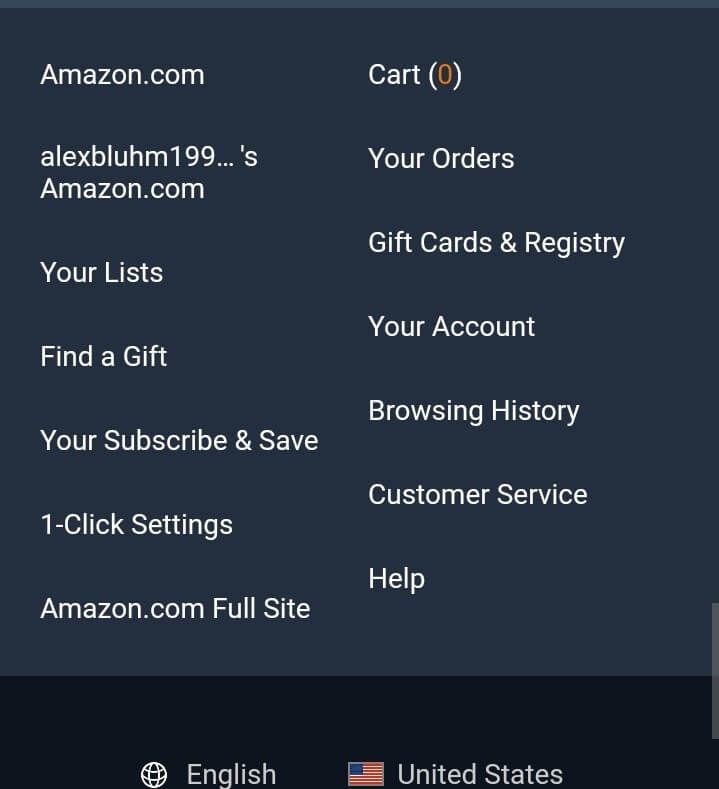 Amazon.com
alexbluhm199... 's
Amazon.com
Your Lists
Find a Gift
Your Subscribe & Save
1-Click Settings
Amazon.com Full Site
Cart (0)
Your Orders
Gift Cards & Registry
Your Account
Browsing History
Customer Service
Help
English
United States